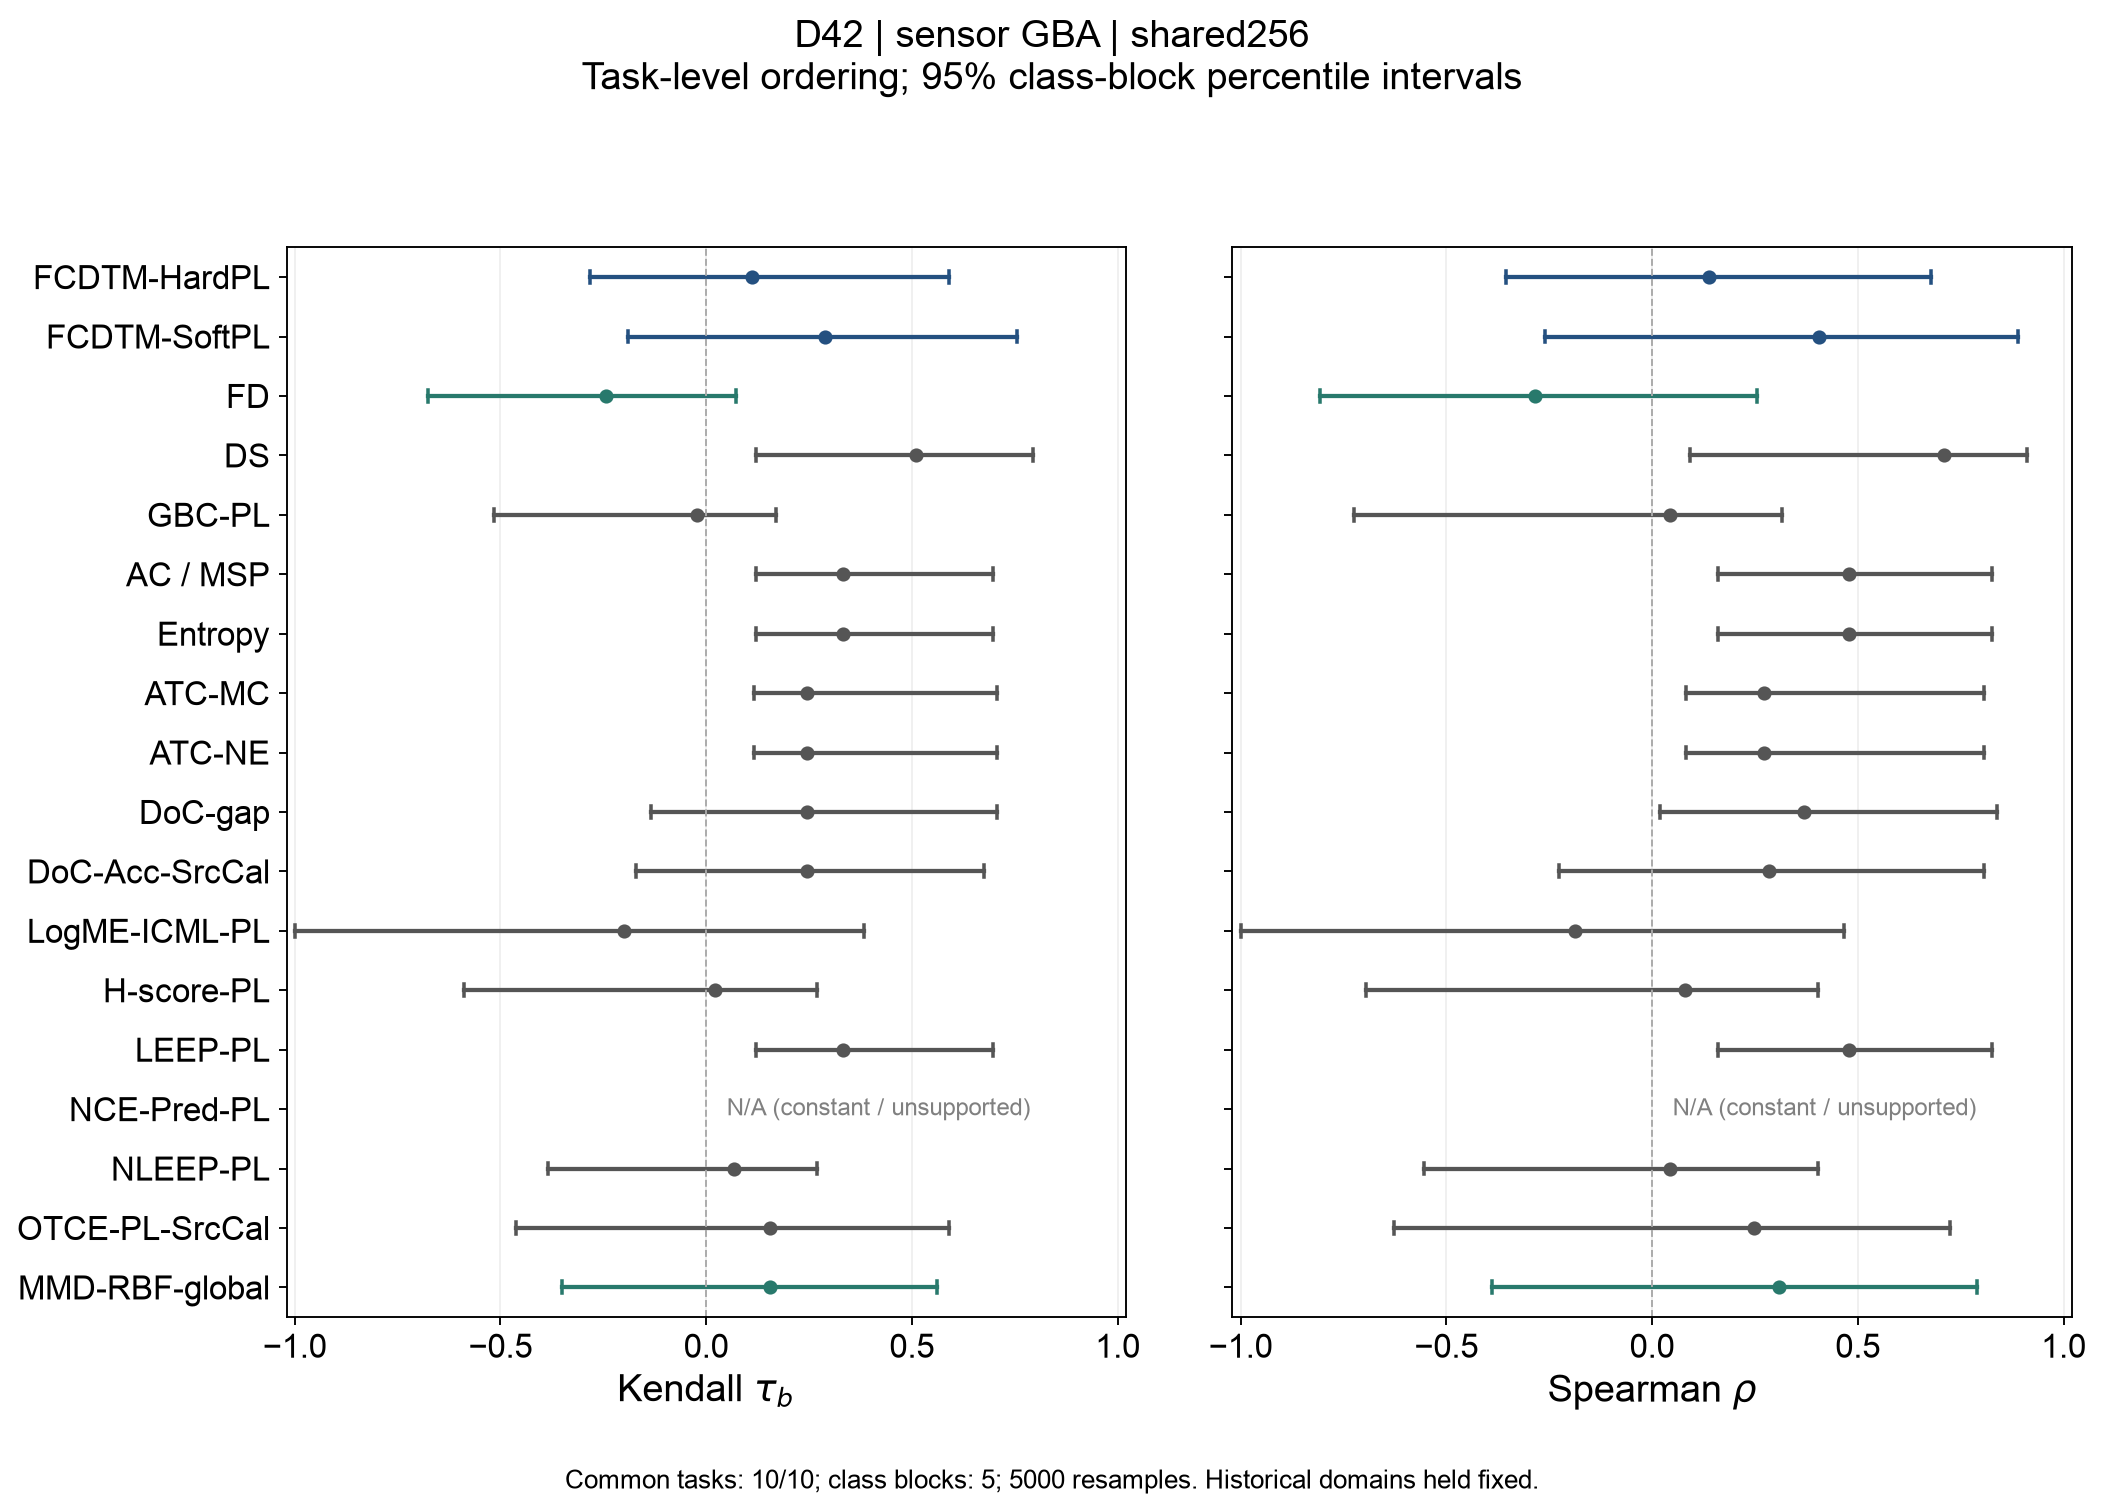 D42 | sensor GBA | shared256
Task-level ordering; 95% class-block percentile intervals
FCDTM-HardPL
FCDTM-SoftPL
FD
DS
GBC-PL
AC / MSP
Entropy
ATC-MC
ATC-NE
DoC-gap
DoC-Acc-SrcCal
LogME-ICML-PL
H-score-PL
LEEP-PL
NCE-Pred-PL
NLEEP-PL
OTCE-PL-SrcCal
MMD-RBF-global
N/A (constant / unsupported)
−1.0 −0.5 0.0 0.5 1.0
Kendall τb
N/A (constant / unsupported)
−1.0 −0.5 0.0 0.5 1.0
Spearman ρ
Common tasks: 10/10; class blocks: 5; 5000 resamples. Historical domains held fixed.